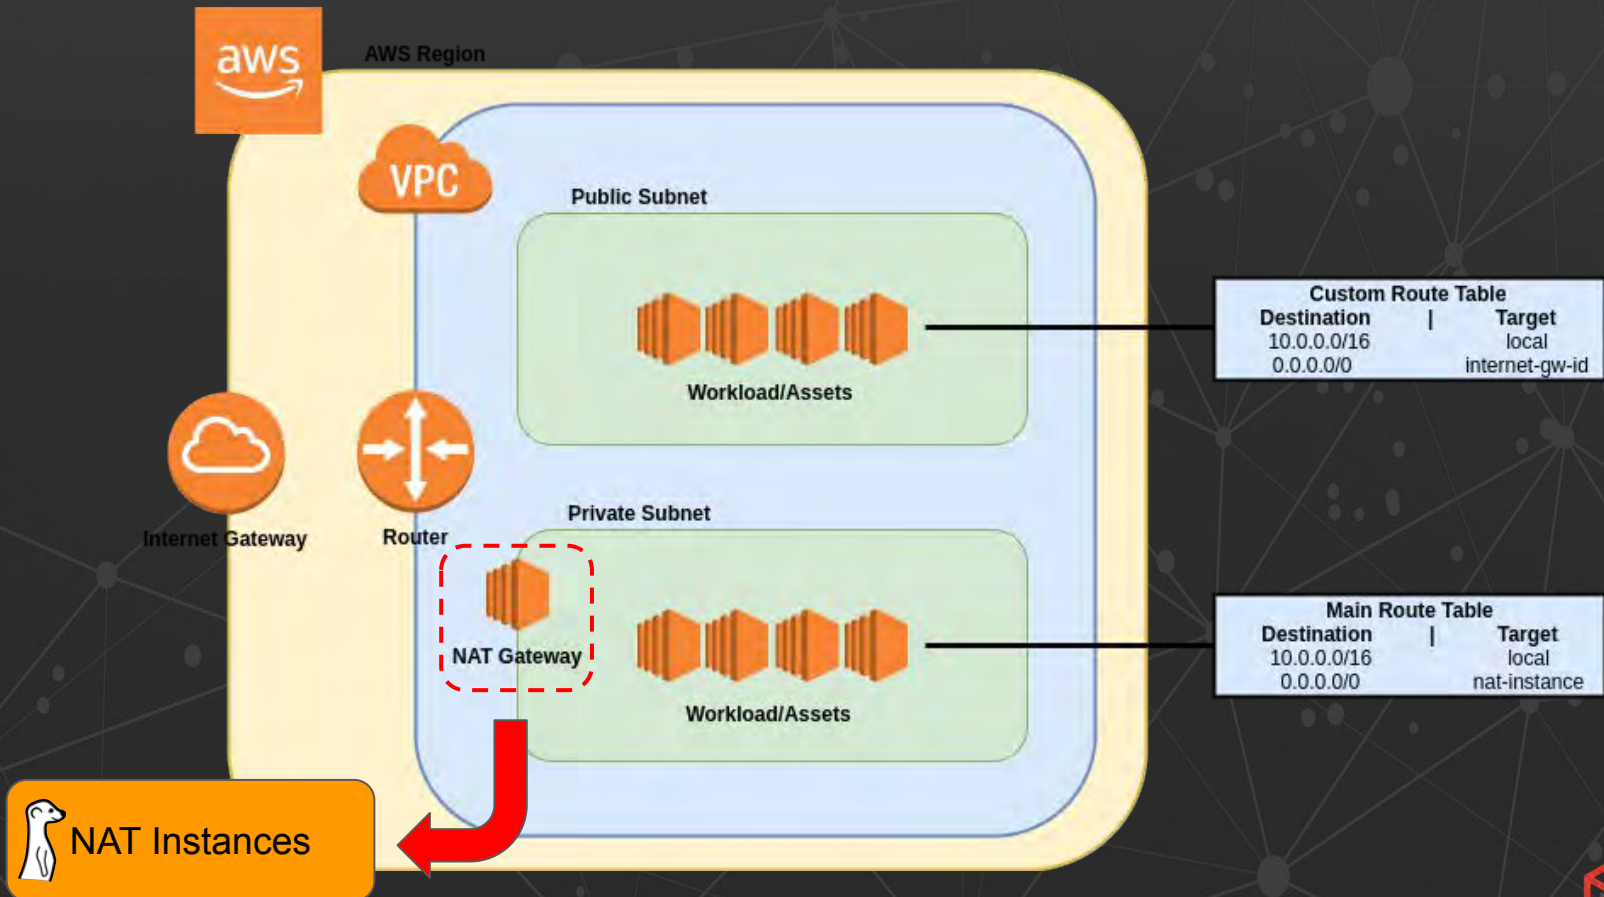 aws
AWS Region
VPC
Public Subnet
Workload/Assets
Custom Route Table
Destination | Target
10.0.0.0/16 local
0.0.0.0/0 internet-gw-id
Internet Gateway
Router
Private Subnet
NAT Gateway
Workload/Assets
Main Route Table
Destination | Target
10.0.0.0/16 local
0.0.0.0/0 nat-instance
NAT Instances